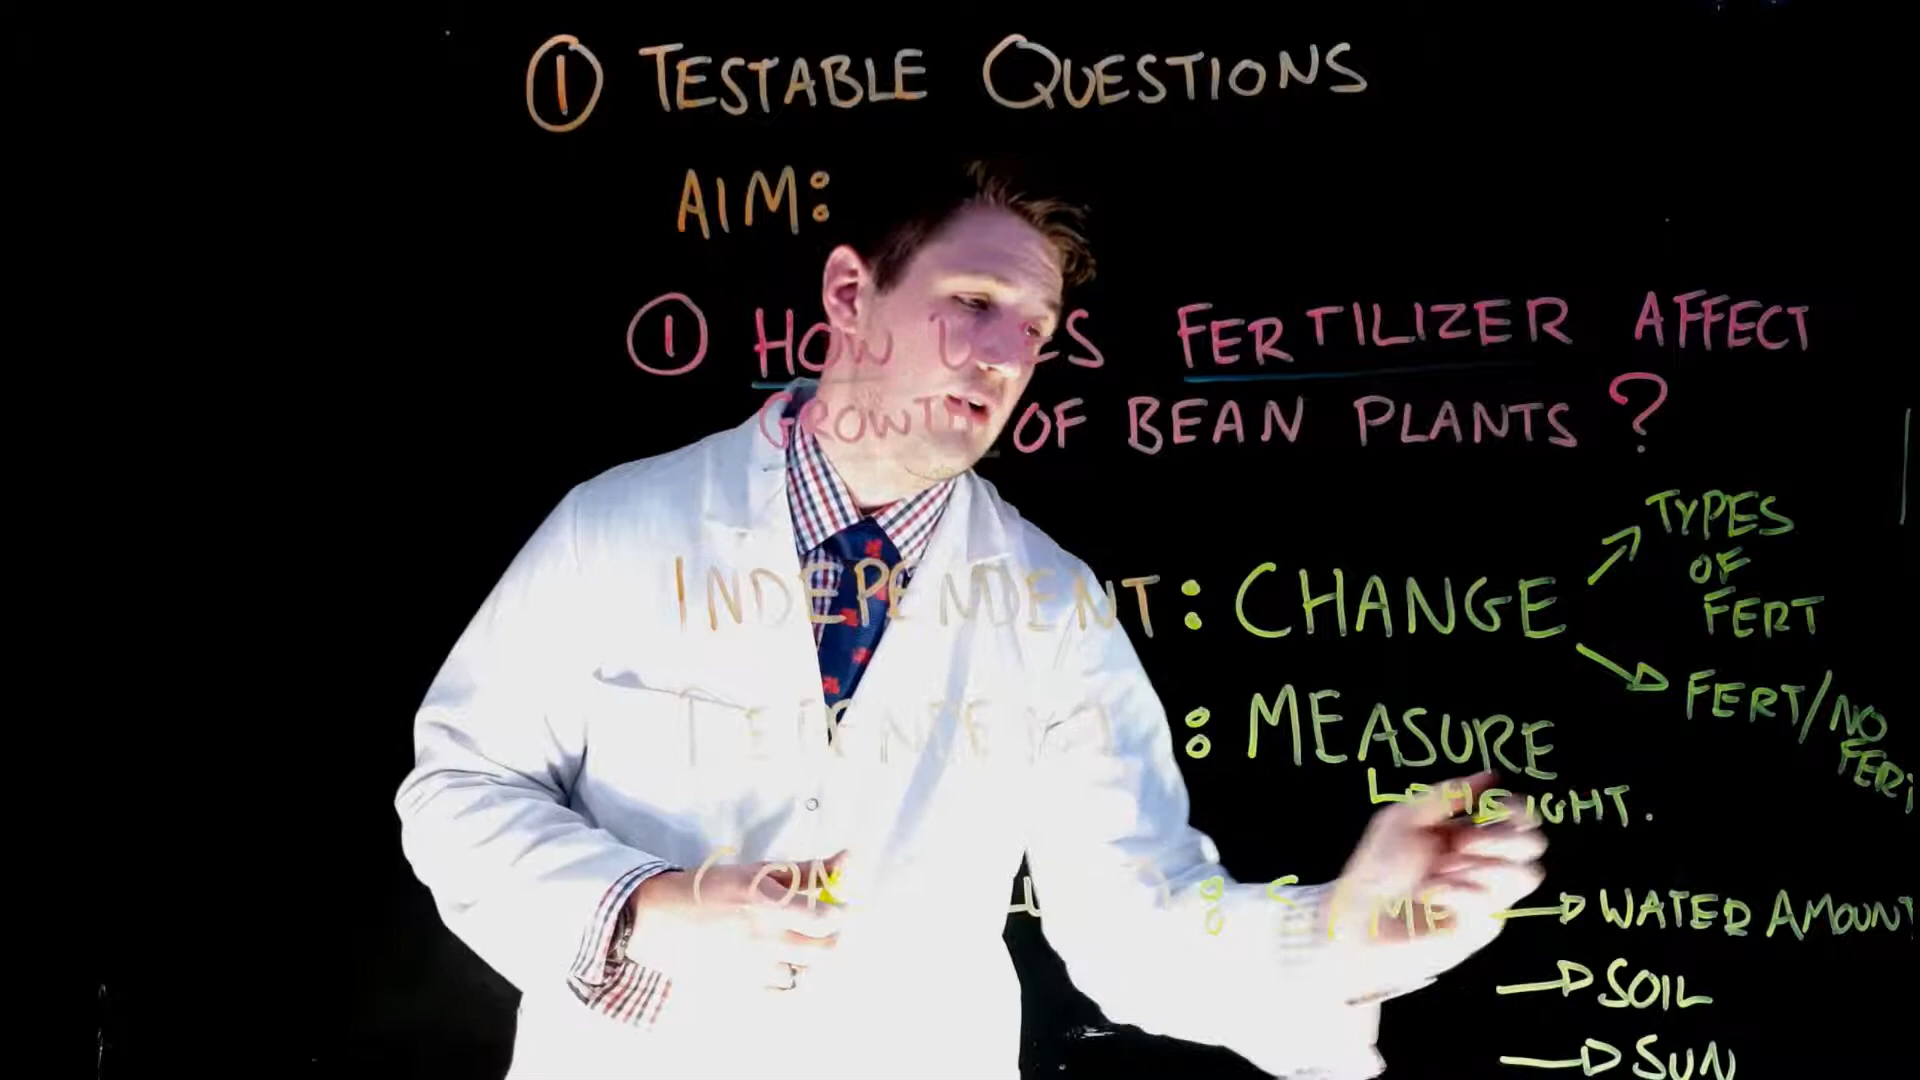 ① TESTABLE QUESTIONS
AIM:
① HOW FERTILIZER AFFECT
GROWTH OF BEAN PLANTS ?
TYPES
OF
FERT
INDEPENDENT : CHANGE
FERT/NO
: MEASURE
HEIGHT.
WATER AMOUNT
SOIL
SUN